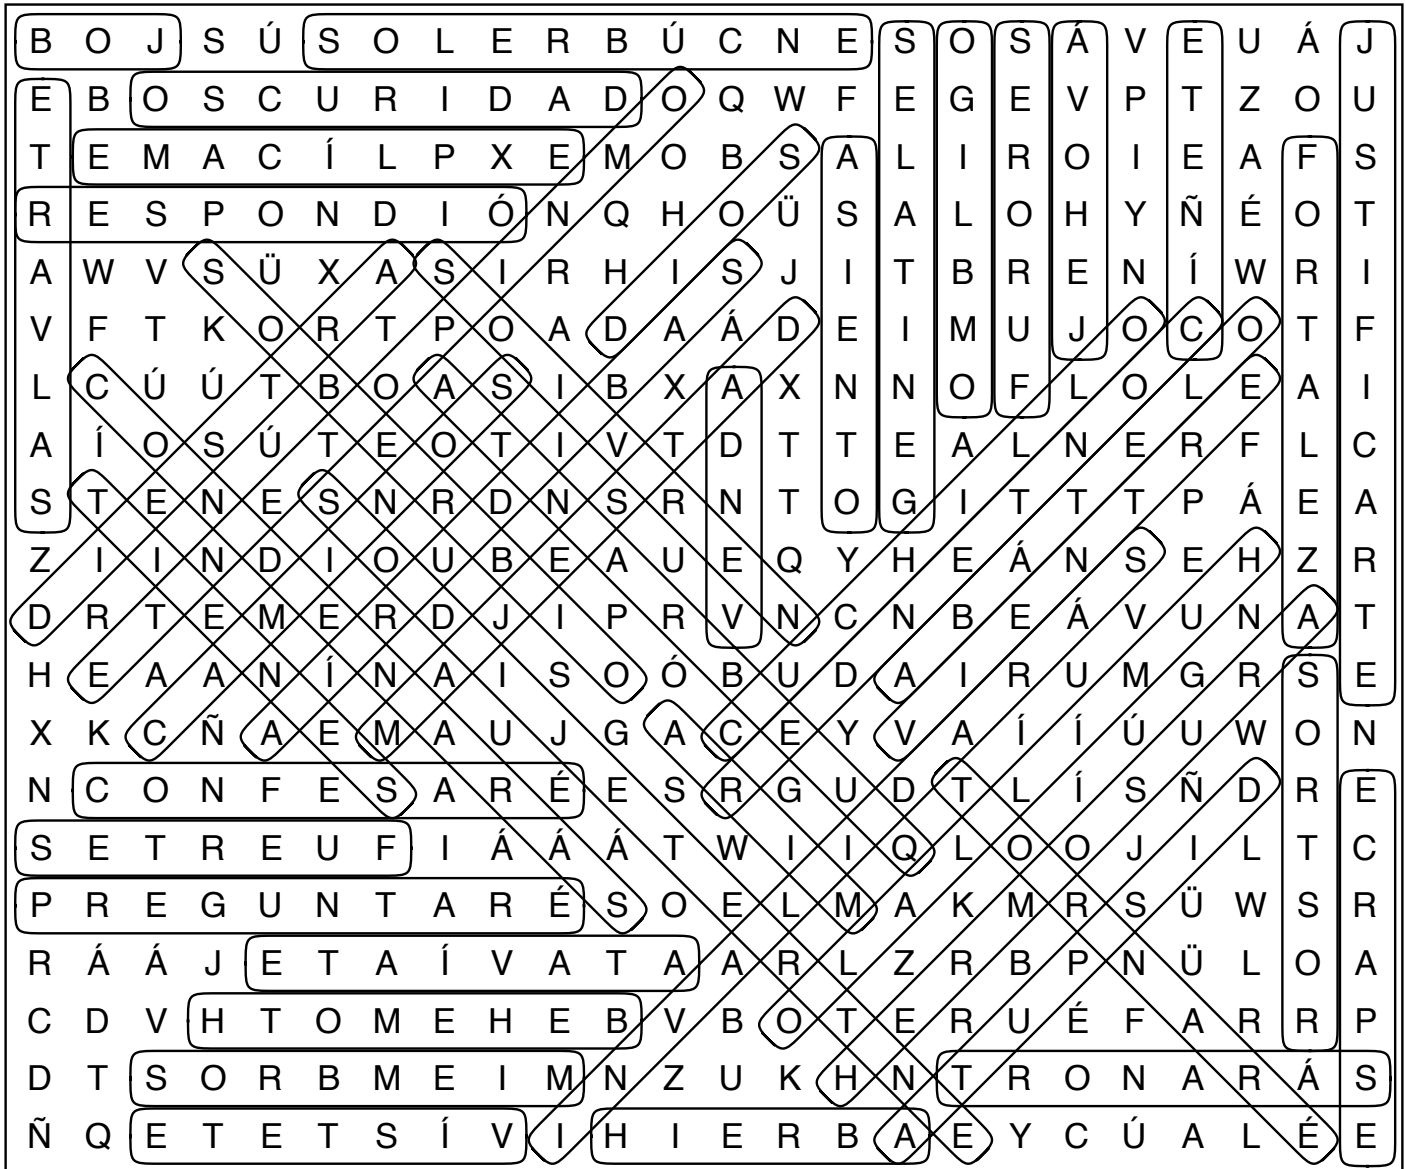 B O J S Ú S O L E R B Ú C N E S O S Á V E U Á J
E B O S C U R I D A D O Q W F E G E V P T Z O U
T E M A C Í L P X E M O B S A L I R O I E A F S
R E S P O N D I Ó N Q H O Ü S A L O H Y Ñ É O T
A W V S Ü X A S I R H I S J I T B R E N Í W R I
V F T K O R T P O A D A Á D E I M U J O C O T F
L C Ú Ú T B O A S I B X A X N N O F L O L E A I
A Í O S Ú T E O T I V T D T T E A L N E R F L C
S T E N E S N R D N S R N T O G I T T T P Á E A
Z I I N D I O U B E A U E Q Y H E Á N S E H Z R
D R T E M E R D J I P R V N C N B E Á V U N A T
H E A A N Í N A I S O Ó B U D A I R U M G R S E
X K C Ñ A E M A U J G A C E Y V A Í Í Ú U W O N
N C O N F E S A R É E S R G U D T L Í S Ñ D R E
S E T R E U F I Á Á Á T W I I Q L O O J I L T C
P R E G U N T A R É S O E L M A K M R S Ü W S R
R Á Á J E T A Í V A T A A R L Z R B P N Ü L O A
C D V H T O M E H E B V B O T E R U É F A R R P
D T S O R B M E I M N Z U K H N T R O N A R Á S
Ñ Q E T E T S Í V I H I E R B A E Y C Ú A L É E